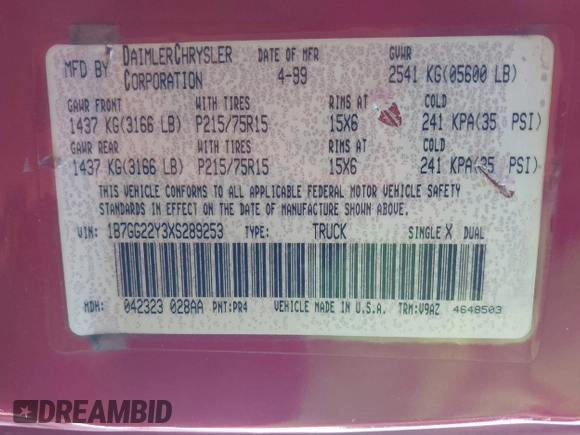 MFD BY DAIMLERCHRYSLER CORPORATION DATE OF MFR 4-99 GVWR 2541 KG(05600 LB)
GAWR FRONT WITH TIRES RIMS AT COLD
1437 KG(3166 LB) P215/75R15 15X6 241 KPA(35 PSI)
GAWR REAR WITH TIRES RIMS AT COLD
1437 KG(3166 LB) P215/75R15 15X6 241 KPA(35 PSI)
THIS VEHICLE CONFORMS TO ALL APPLICABLE FEDERAL MOTOR VEHICLE SAFETY
STANDARDS IN EFFECT ON THE DATE OF MANUFACTURE SHOWN ABOVE.
VIN: 1B7GG22Y3XS289253 TYPE: TRUCK SINGLE X DUAL
MDH: 042323 028AA PNT:PR4 VEHICLE MADE IN U.S.A. TRM:V9AZ 4648503
DREAMBID